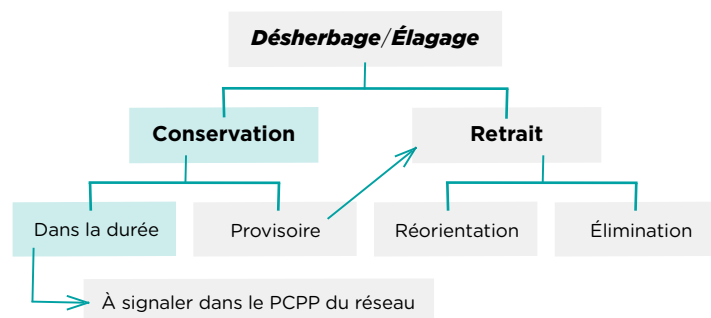 Désherbage/Élagage
Conservation
Retrait
Dans la durée
Provisoire
Réorientation
Élimination
À signaler dans le PCPP du réseau